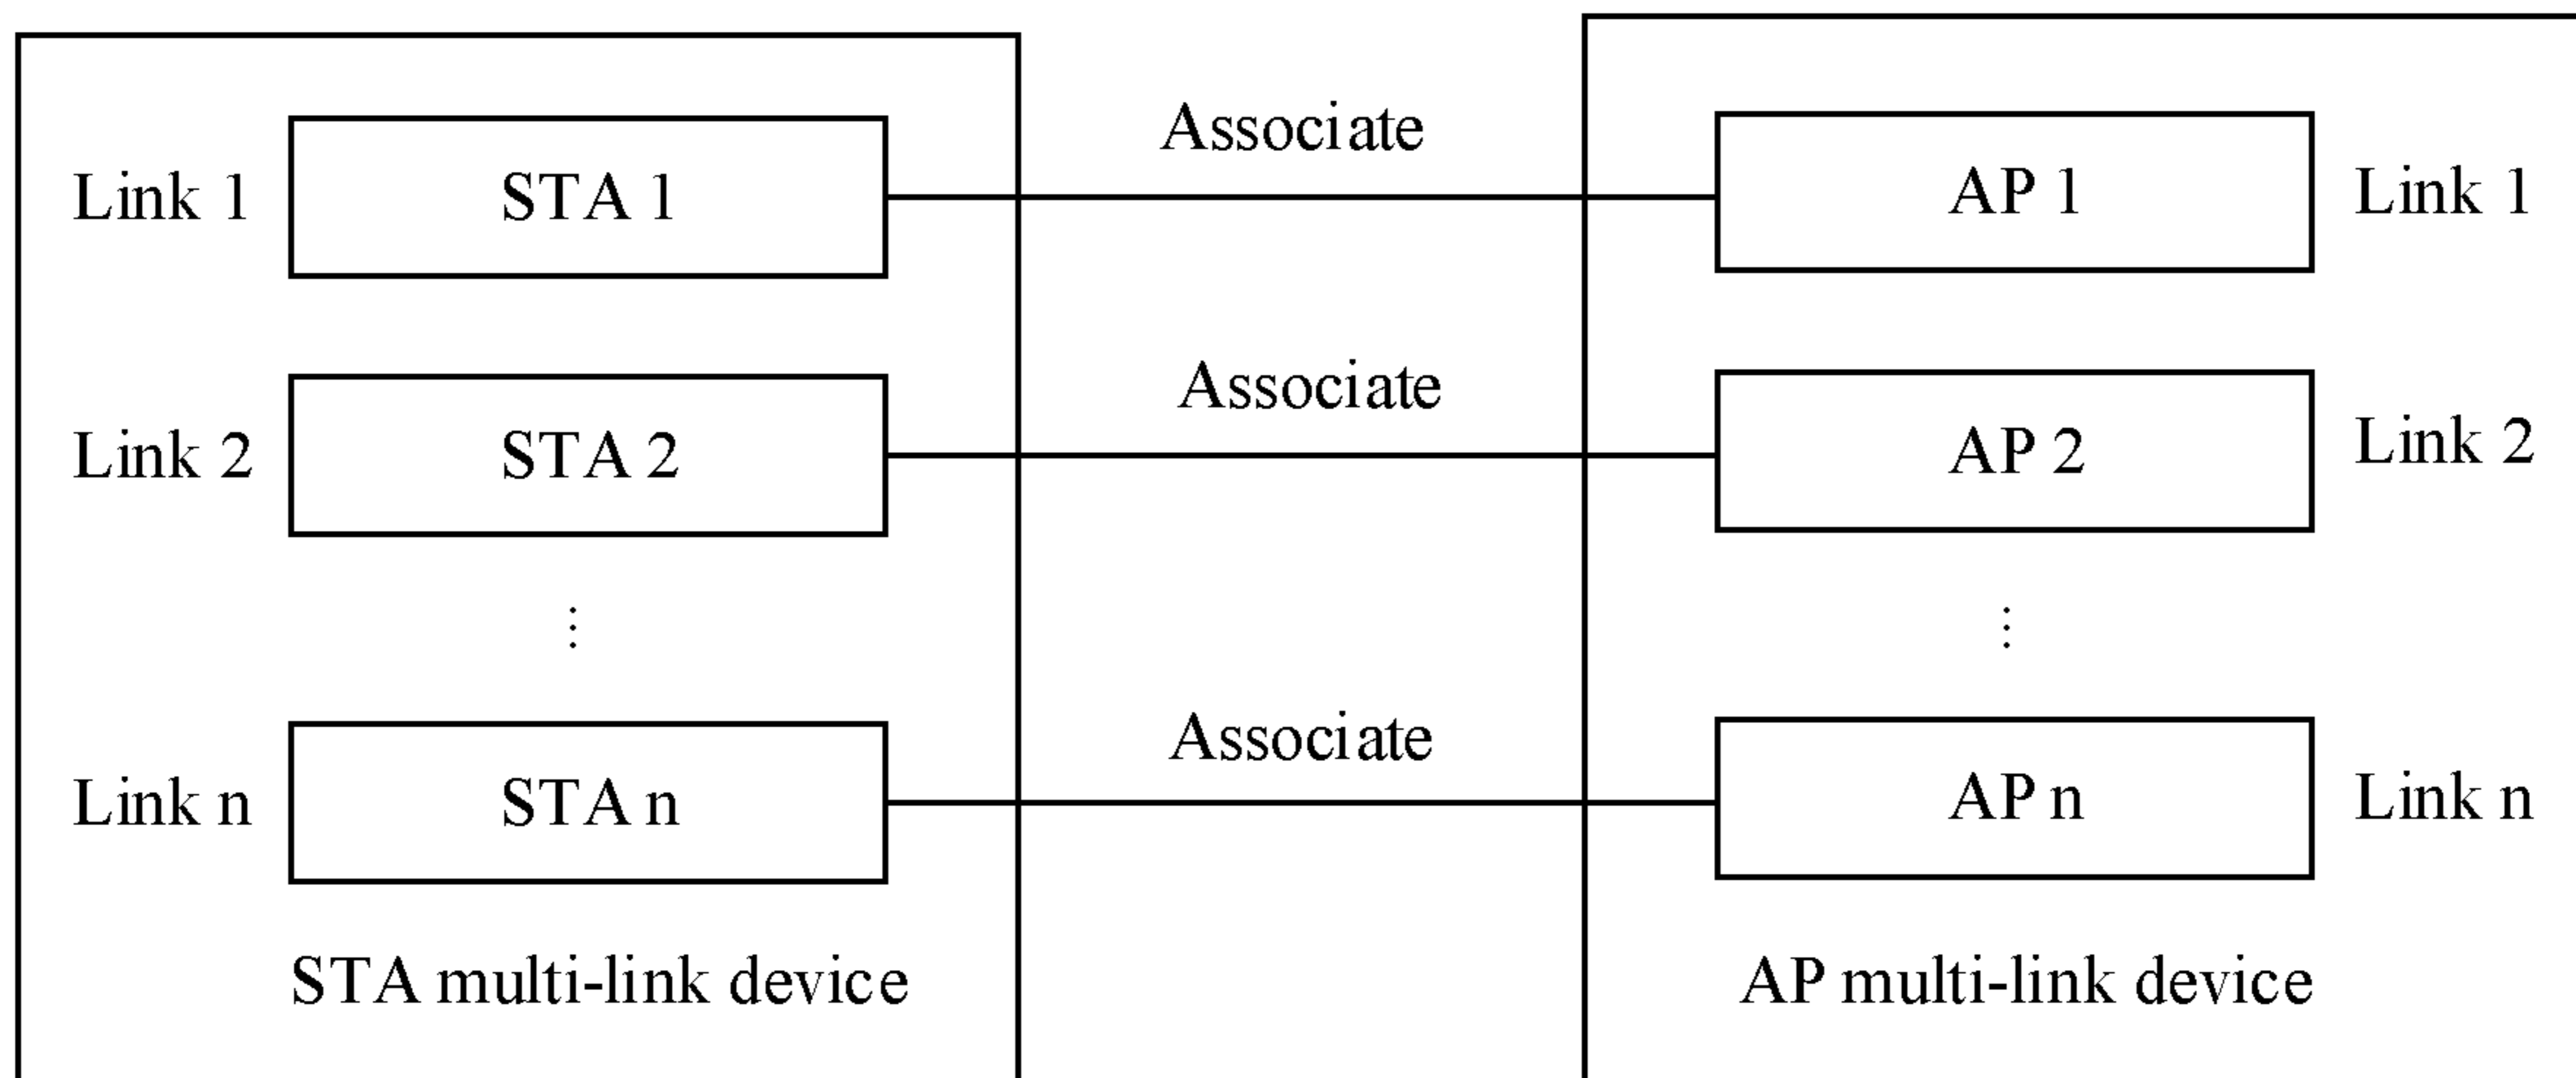 Associate
Link 1 STA 1 AP 1 Link 1
Associate
Link 2 STA 2 AP 2 Link 2
⋮ ⋮
Associate
Link n STA n AP n Link n
STA multi-link device AP multi-link device